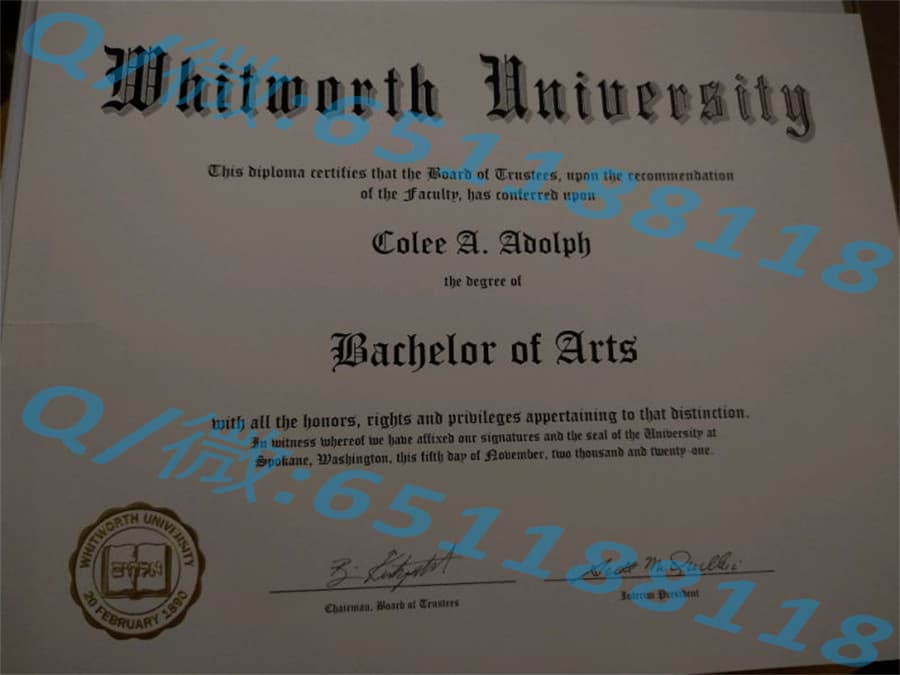 Whitworth University
This diploma certifies that the Board of Trustees, upon the recommendation
of the Faculty, has conferred upon
Colee A. Adolph
the degree of
Bachelor of Arts
with all the honors, rights and privileges appertaining to that distinction.
In witness whereof we have affixed our signatures and the seal of the University at
Spokane, Washington, this fifth day of November, two thousand and twenty-one.
WHITWORTH UNIVERSITY
20 FEBRUARY 1890
Chairman, Board of Trustees
Scott McQuilkin
Interim President
Q/微:651188118
Q/微:651188118